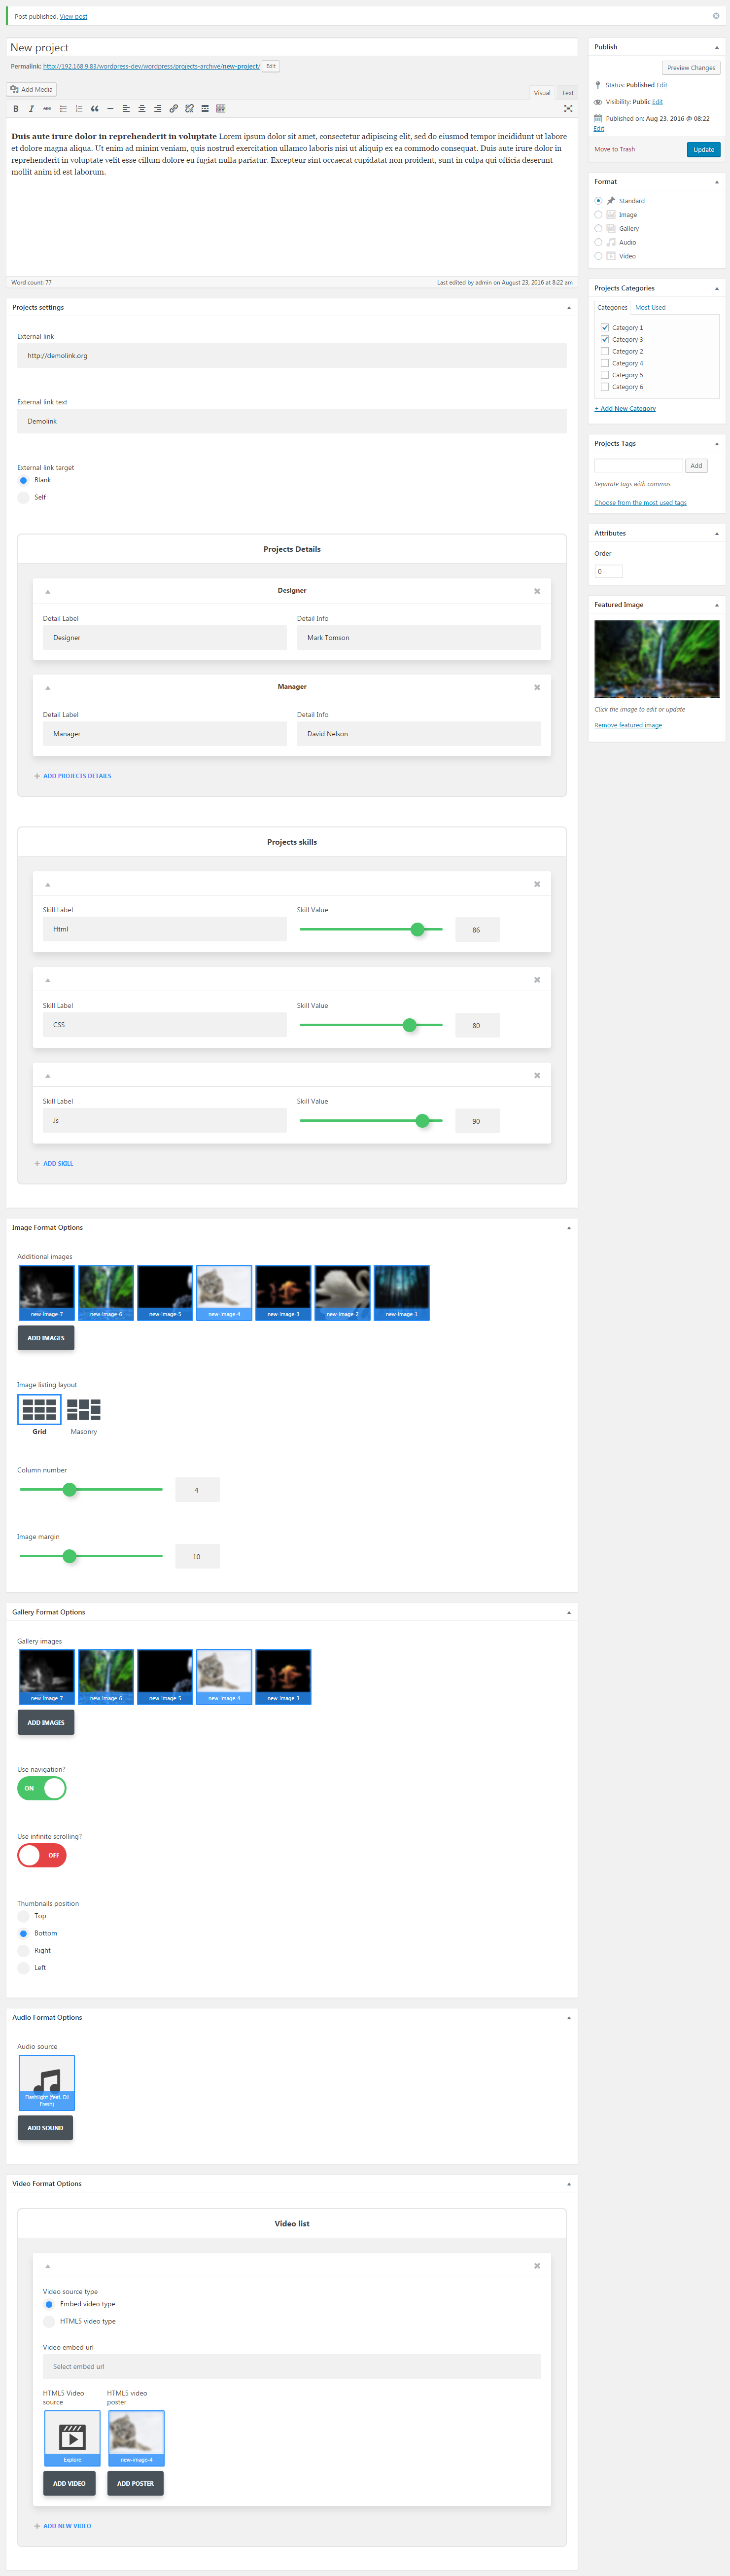 Post published. View post
New project
Permalink: http://192.168.9.83/wordpress-dev/wordpress/projects-archive/new-project/ Edit
Add Media
Visual Text
B I ABC
Duis aute irure dolor in reprehenderit in voluptate Lorem ipsum dolor sit amet, consectetur adipiscing elit, sed do eiusmod tempor incididunt ut labore
et dolore magna aliqua. Ut enim ad minim veniam, quis nostrud exercitation ullamco laboris nisi ut aliquip ex ea commodo consequat. Duis aute irure dolor in
reprehenderit in voluptate velit esse cillum dolore eu fugiat nulla pariatur. Excepteur sint occaecat cupidatat non proident, sunt in culpa qui officia deserunt
mollit anim id est laborum.
Word count: 77
Last edited by admin on August 23, 2016 at 8:22 am
Projects settings
External link
http://demolink.org
External link text
Demolink
External link target
Blank
Self
Projects Details
Designer
Detail Label
Detail Info
Designer
Mark Tomson
Manager
Detail Label
Detail Info
Manager
David Nelson
ADD PROJECTS DETAILS
Projects skills
Skill Label
Skill Value
Html
86
Skill Label
Skill Value
CSS
80
Skill Label
Skill Value
Js
90
ADD SKILL
Image Format Options
Additional images
new-image-7
new-image-6
new-image-5
new-image-4
new-image-3
new-image-2
new-image-1
ADD IMAGES
Image listing layout
Grid
Masonry
Column number
4
Image margin
10
Gallery Format Options
Gallery images
new-image-7
new-image-6
new-image-5
new-image-4
new-image-3
ADD IMAGES
Use navigation?
ON
Use infinite scrolling?
OFF
Thumbnails position
Top
Bottom
Right
Left
Audio Format Options
Audio source
Flashlight (feat. DJ
Fresh)
ADD SOUND
Video Format Options
Video list
Video source type
Embed video type
HTML5 video type
Video embed url
Select embed url
HTML5 Video
source
HTML5 video
poster
Explore
new-image-4
ADD VIDEO
ADD POSTER
ADD NEW VIDEO
Publish
Preview Changes
Status: Published Edit
Visibility: Public Edit
Published on: Aug 23, 2016 @ 08:22
Edit
Move to Trash
Update
Format
Standard
Image
Gallery
Audio
Video
Projects Categories
Categories
Most Used
Category 1
Category 3
Category 2
Category 4
Category 5
Category 6
+ Add New Category
Projects Tags
Add
Separate tags with commas
Choose from the most used tags
Attributes
Order
0
Featured Image
Click the image to edit or update
Remove featured image